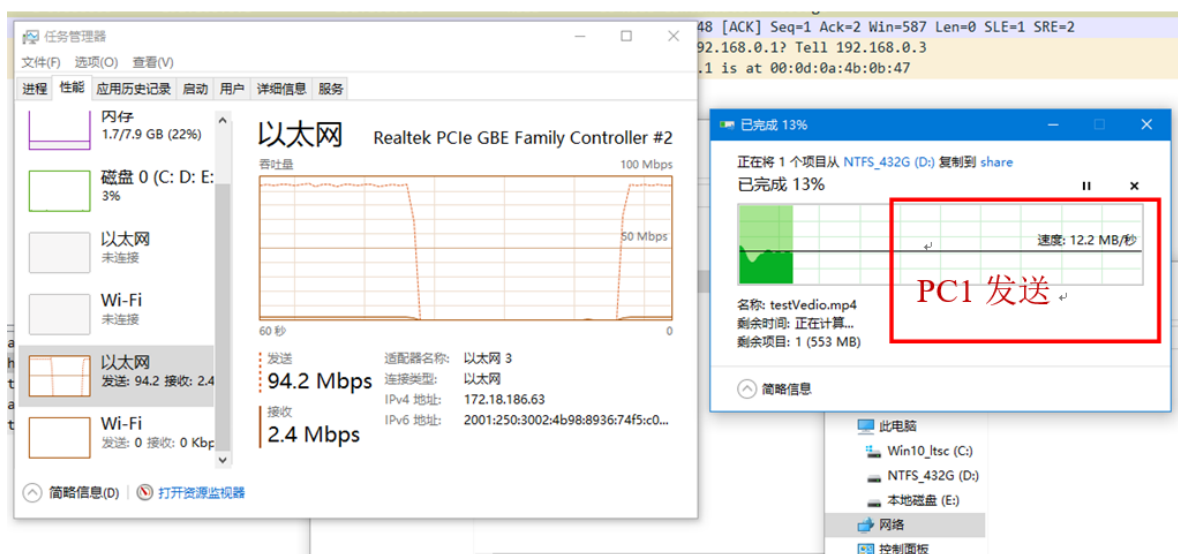 48 [ACK] Seq=1 Ack=2 Win=587 Len=0 SLE=1 SRE=2
92.168.0.1? Tell 192.168.0.3
.1 is at 00:0d:0a:4b:0b:47
任务管理器
文件(F) 选项(O) 查看(V)
进程 性能 应用历史记录 启动 用户 详细信息 服务
内存
1.7/7.9 GB (22%)
磁盘 0 (C: D: E:
3%
以太网
未连接
Wi-Fi
未连接
以太网
发送: 94.2 接收: 2.4
Wi-Fi
发送: 0 接收: 0 Kbp
以太网 Realtek PCIe GBE Family Controller #2
吞吐量 100 Mbps
50 Mbps
60 秒 0
发送
94.2 Mbps
接收
2.4 Mbps
适配器名称: 以太网 3
连接类型: 以太网
IPv4 地址: 172.18.186.63
IPv6 地址: 2001:250:3002:4b98:8936:74f5:c0...
简略信息(D) 打开资源监视器
已完成 13%
正在将 1 个项目从 NTFS_432G (D:) 复制到 share
已完成 13%
速度: 12.2 MB/秒
PC1 发送
名称: testVedio.mp4
剩余时间: 正在计算...
剩余项目: 1 (553 MB)
简略信息
此电脑
Win10_ltsc (C:)
NTFS_432G (D:)
本地磁盘 (E:)
网络
控制面板